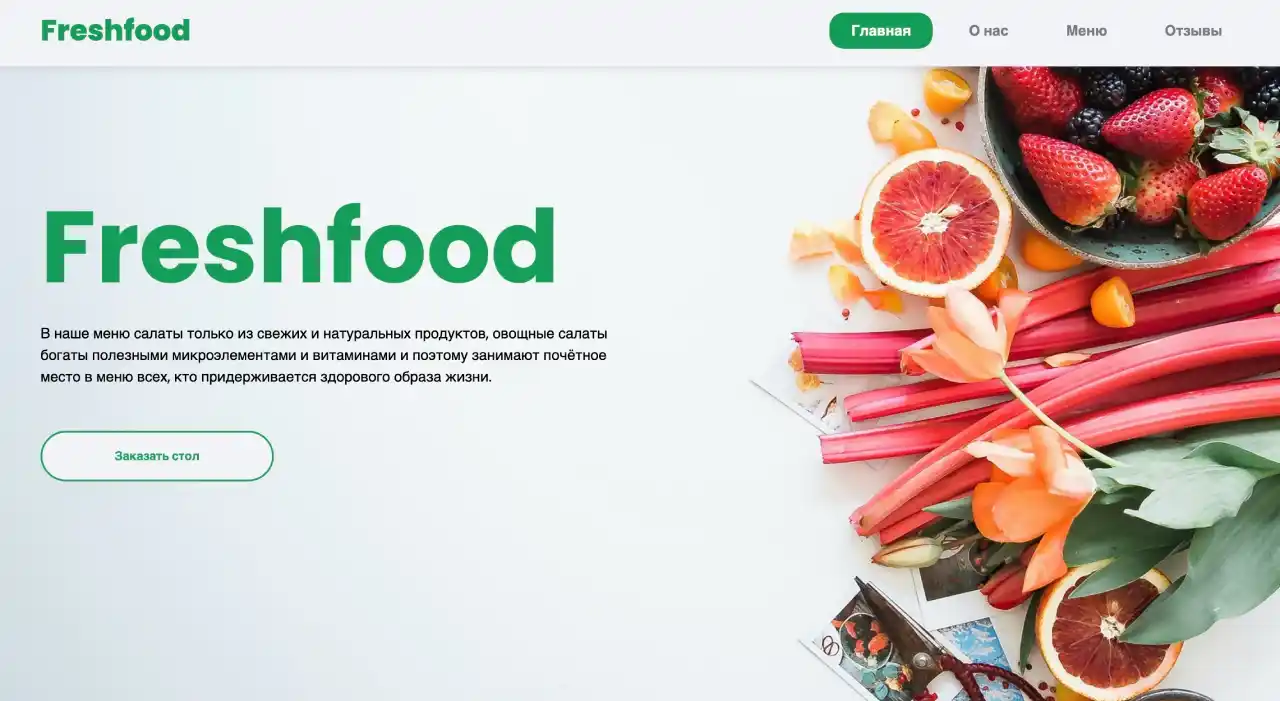 Freshfood
Главная
О нас
Меню
Отзывы
Freshfood
В наше меню салаты только из свежих и натуральных продуктов, овощные салаты
богаты полезными микроэлементами и витаминами и поэтому занимают почётное
место в меню всех, кто придерживается здорового образа жизни.
Заказать стол